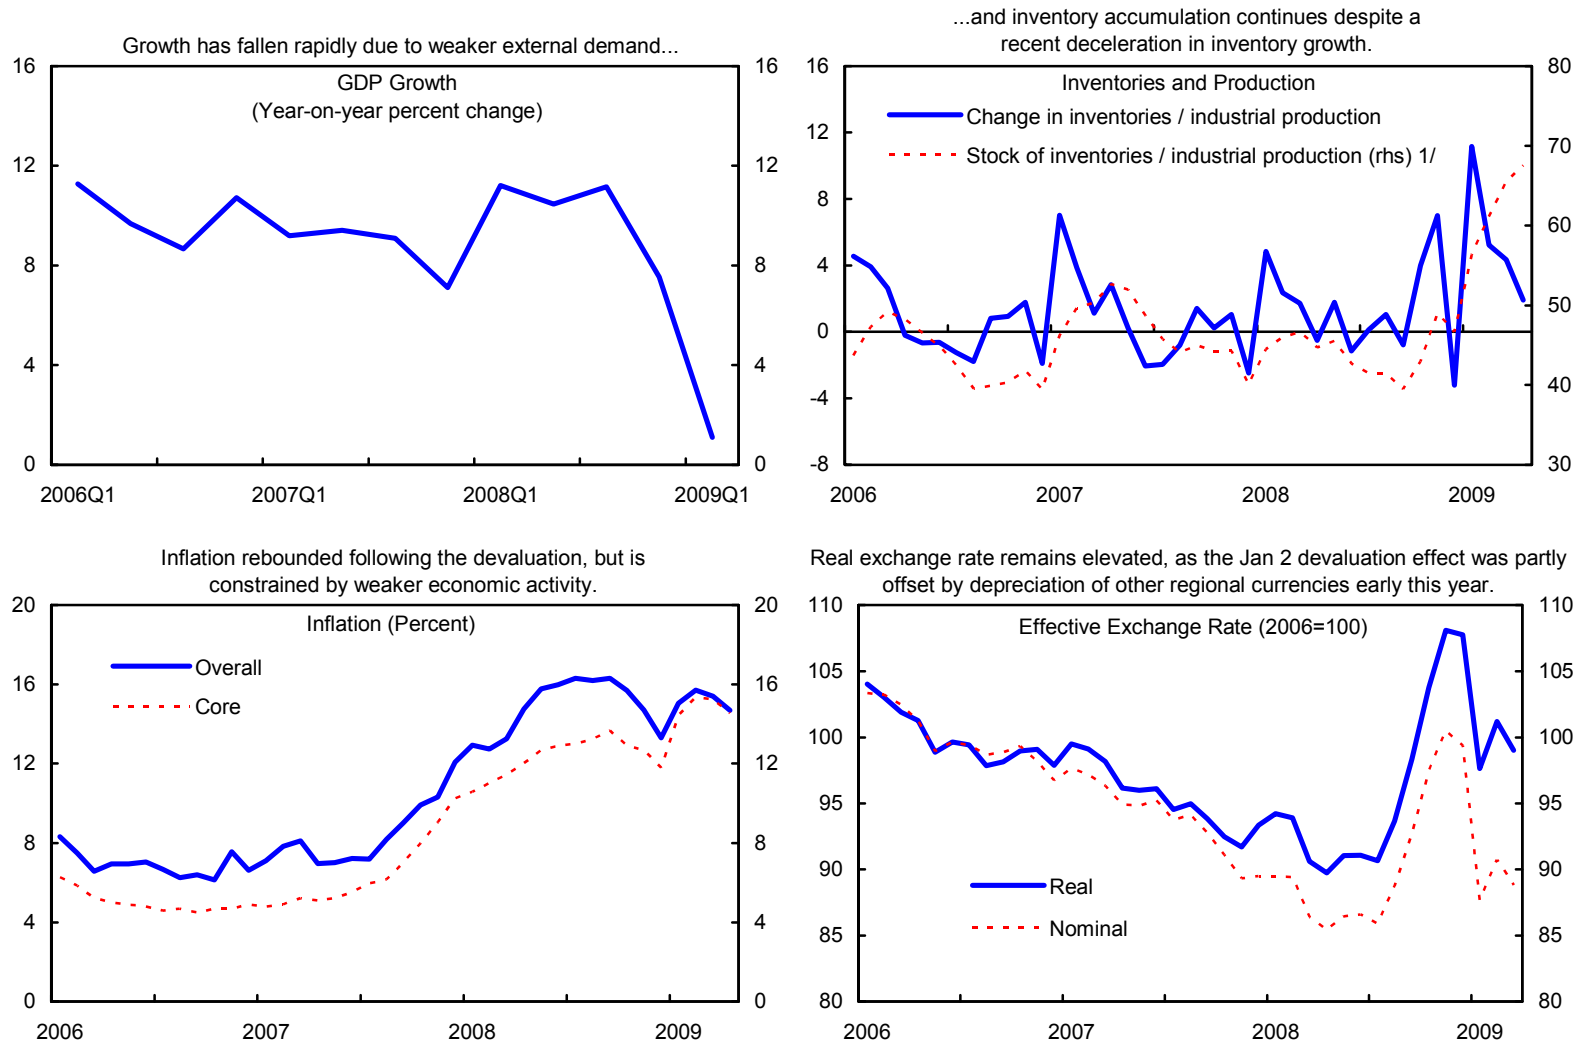 Growth has fallen rapidly due to weaker external demand...
GDP Growth
(Year-on-year percent change)
16 16
12 12
8 8
4 4
0 0
2006Q1 2007Q1 2008Q1 2009Q1
...and inventory accumulation continues despite a
recent deceleration in inventory growth.
Inventories and Production
Change in inventories / industrial production
Stock of inventories / industrial production (rhs) 1/
16 80
12 70
8 60
4 50
0 40
-4 30
-8
2006 2007 2008 2009
Inflation rebounded following the devaluation, but is
constrained by weaker economic activity.
Inflation (Percent)
Overall
Core
20 20
16 16
12 12
8 8
4 4
0 0
2006 2007 2008 2009
Real exchange rate remains elevated, as the Jan 2 devaluation effect was partly
offset by depreciation of other regional currencies early this year.
Effective Exchange Rate (2006=100)
Real
Nominal
110 110
105 105
100 100
95 95
90 90
85 85
80 80
2006 2007 2008 2009